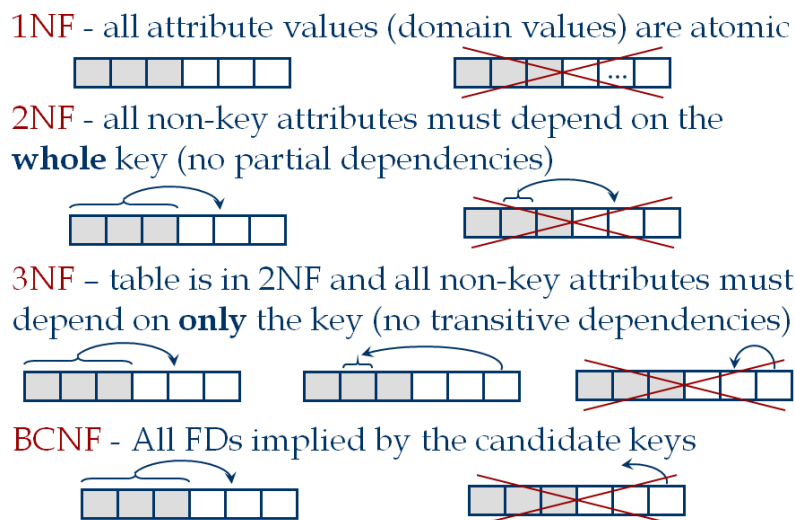 1NF - all attribute values (domain values) are atomic
...
2NF - all non-key attributes must depend on the
whole key (no partial dependencies)
3NF – table is in 2NF and all non-key attributes must
depend on only the key (no transitive dependencies)
BCNF - All FDs implied by the candidate keys